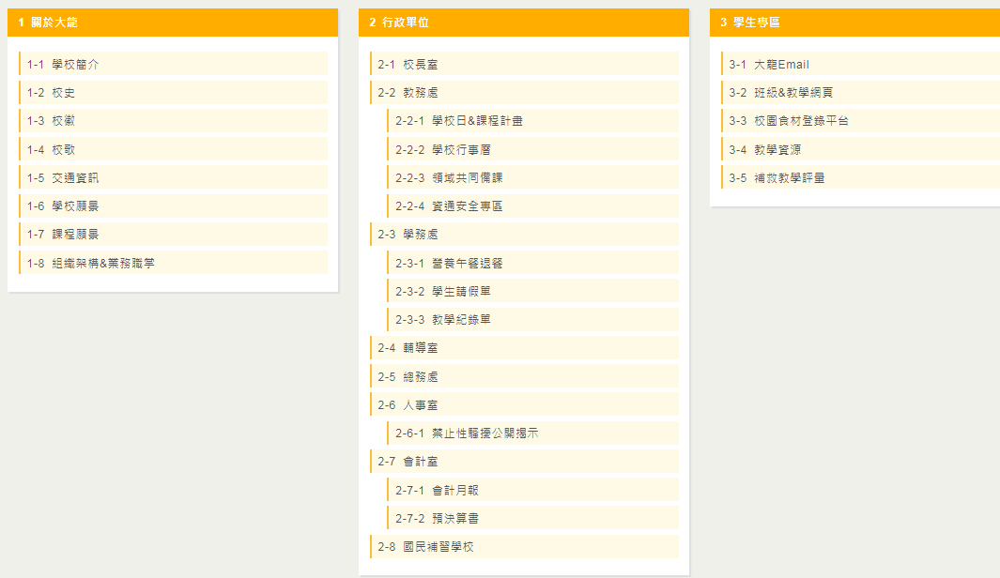 1 關於大龍
1-1 學校簡介
1-2 校史
1-3 校徽
1-4 校歌
1-5 交通資訊
1-6 學校願景
1-7 課程願景
1-8 組織架構&業務職掌
2 行政單位
2-1 校長室
2-2 教務處
2-2-1 學校日&課程計畫
2-2-2 學校行事曆
2-2-3 領域共同備課
2-2-4 資通安全專區
2-3 學務處
2-3-1 營養午餐退餐
2-3-2 學生請假單
2-3-3 教學紀錄單
2-4 輔導室
2-5 總務處
2-6 人事室
2-6-1 禁止性騷擾公開揭示
2-7 會計室
2-7-1 會計月報
2-7-2 預決算書
2-8 國民補習學校
3 學生專區
3-1 大龍Email
3-2 班級&教學網頁
3-3 校園食材登錄平台
3-4 教學資源
3-5 補救教學評量